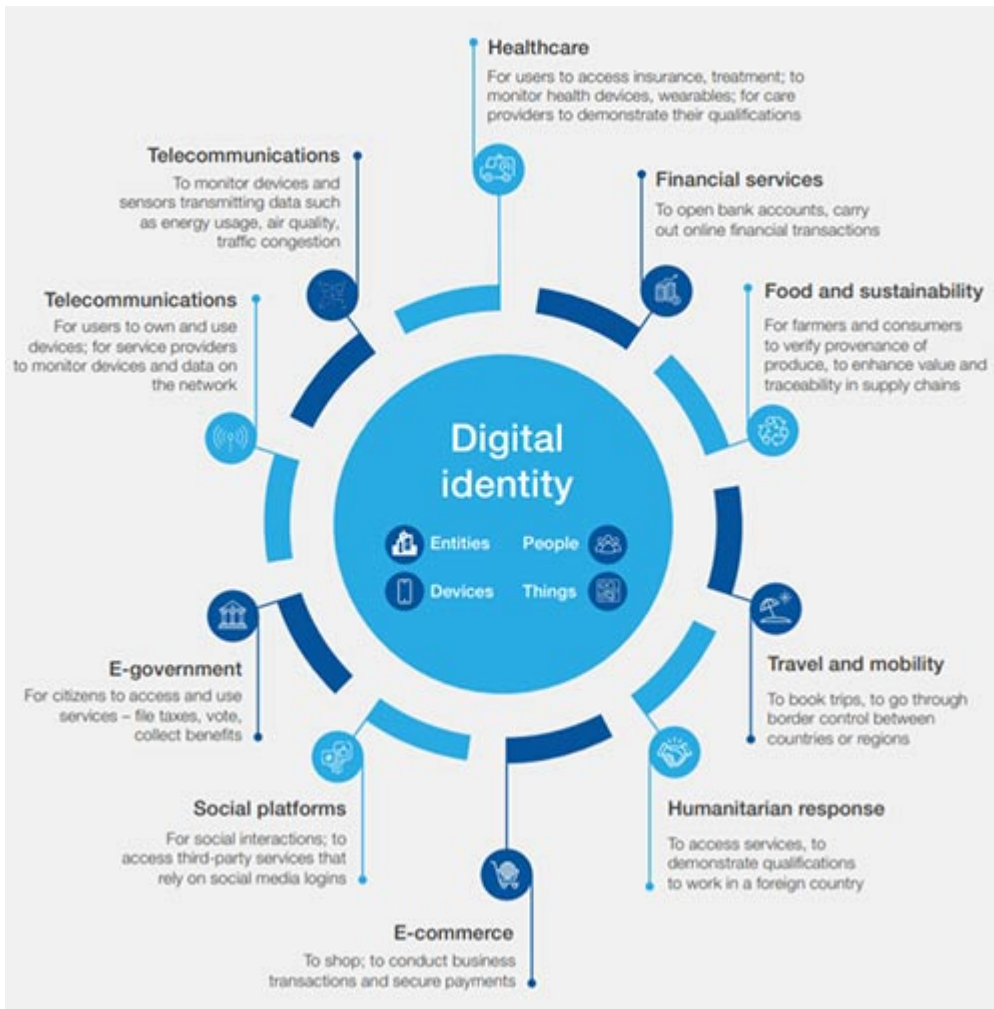 Healthcare
For users to access insurance, treatment; to
monitor health devices, wearables; for care
providers to demonstrate their qualifications
Telecommunications
To monitor devices and
sensors transmitting data such
as energy usage, air quality,
traffic congestion
Financial services
To open bank accounts, carry
out online financial transactions
Telecommunications
For users to own and use
devices; for service providers
to monitor devices and data on
the network
Food and sustainability
For farmers and consumers
to verify provenance of
produce, to enhance value and
traceability in supply chains
Digital
identity
Entities
People
Devices
Things
E-government
For citizens to access and use
services – file taxes, vote,
collect benefits
Travel and mobility
To book trips, to go through
border control between
countries or regions
Social platforms
For social interactions; to
access third-party services that
rely on social media logins
Humanitarian response
To access services, to
demonstrate qualifications
to work in a foreign country
E-commerce
To shop; to conduct business
transactions and secure payments